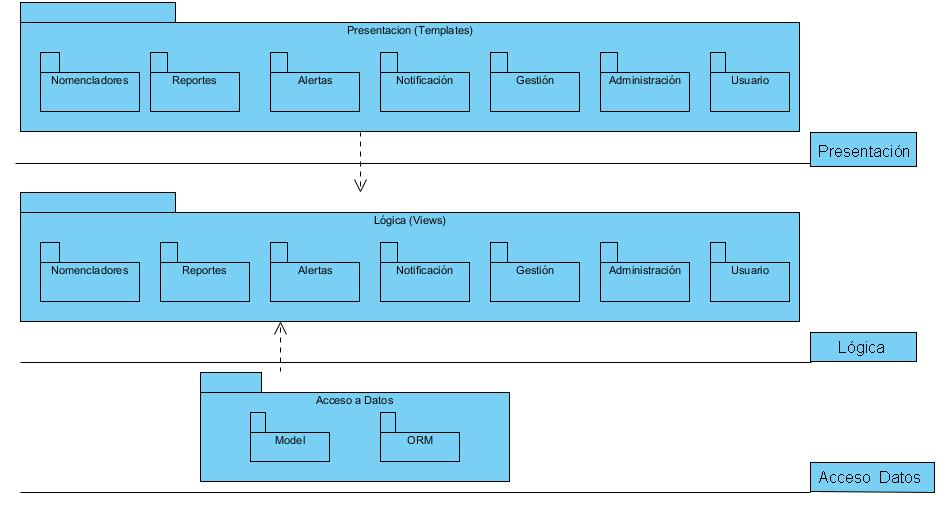 Presentacion (Templates)
Nomencladores
Reportes
Alertas
Notificación
Gestión
Administración
Usuario
Presentación
Lógica (Views)
Nomencladores
Reportes
Alertas
Notificación
Gestión
Administración
Usuario
Lógica
Acceso a Datos
Model
ORM
Acceso Datos